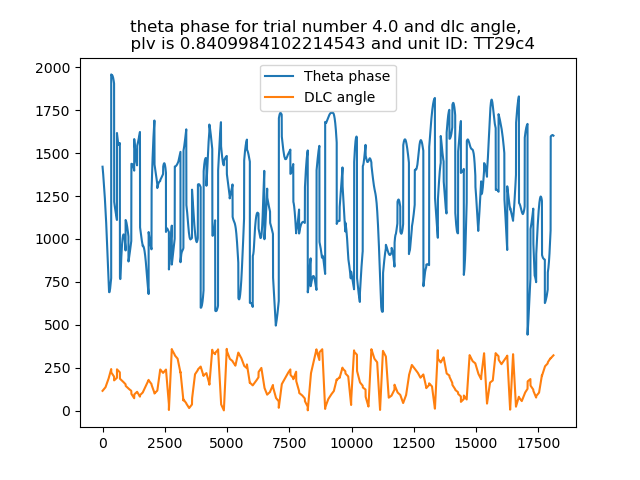 theta phase for trial number 4.0 and dlc angle,
plv is 0.8409984102214543 and unit ID: TT29c4
Theta phase
DLC angle
2000
1750
1500
1250
1000
750
500
250
0
0 2500 5000 7500 10000 12500 15000 17500